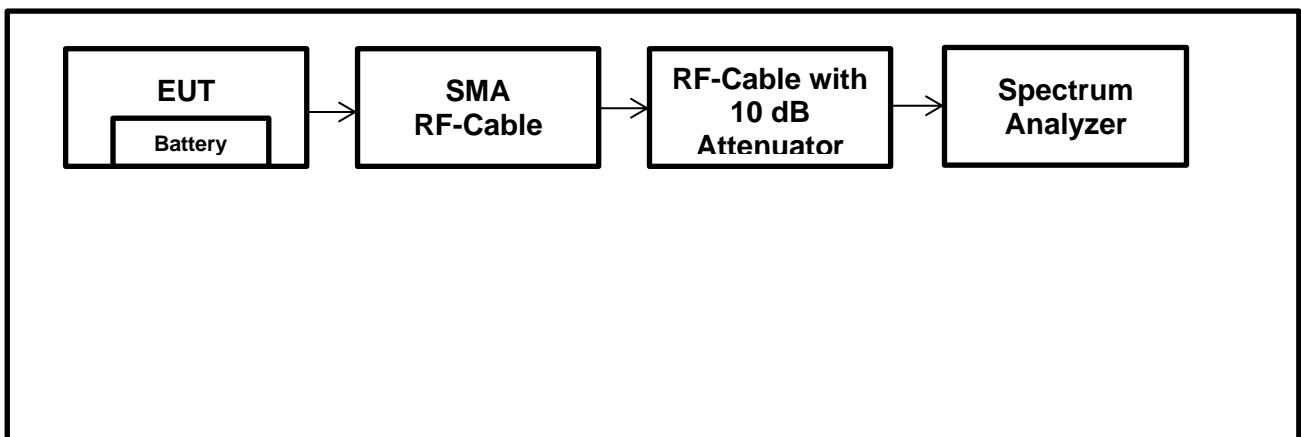 EUT
Battery
SMA
RF-Cable
RF-Cable with
10 dB
Attenuator
Spectrum
Analyzer